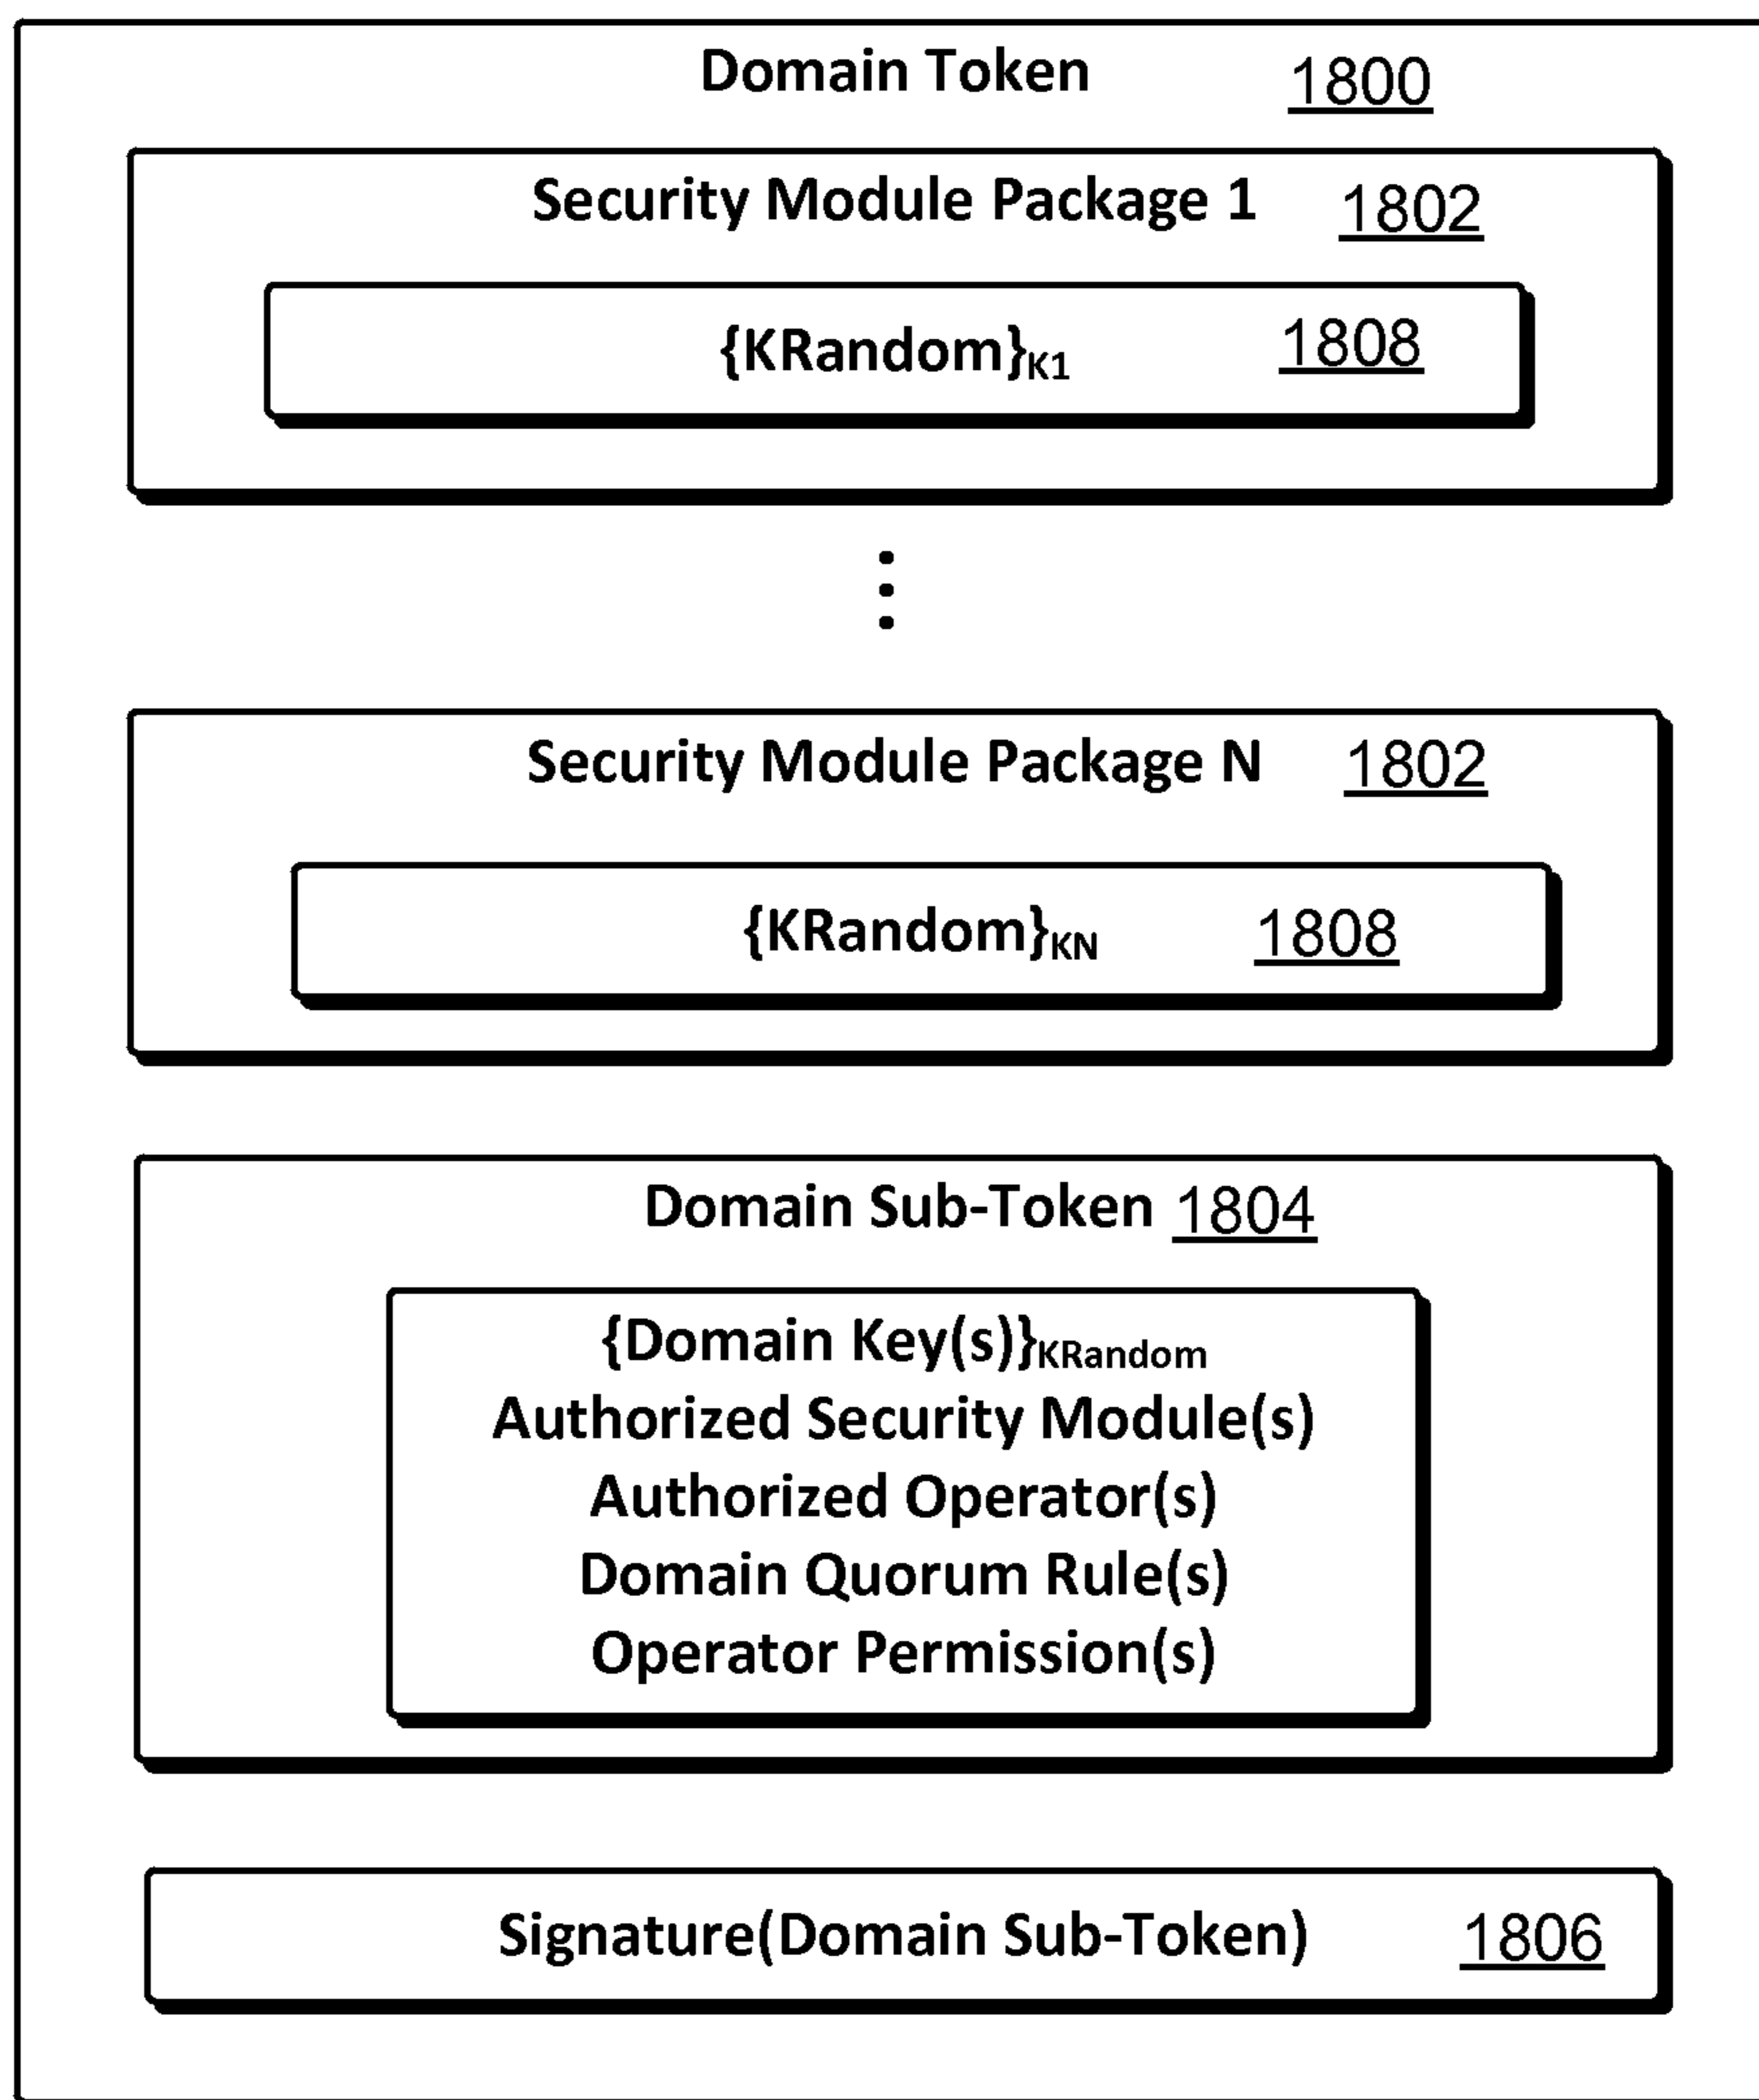 Domain Token 1800
Security Module Package 1 1802
{KRandom}K1 1808
Security Module Package N 1802
{KRandom}KN 1808
Domain Sub-Token 1804
{Domain Key(s)}KRandom
Authorized Security Module(s)
Authorized Operator(s)
Domain Quorum Rule(s)
Operator Permission(s)
Signature(Domain Sub-Token) 1806